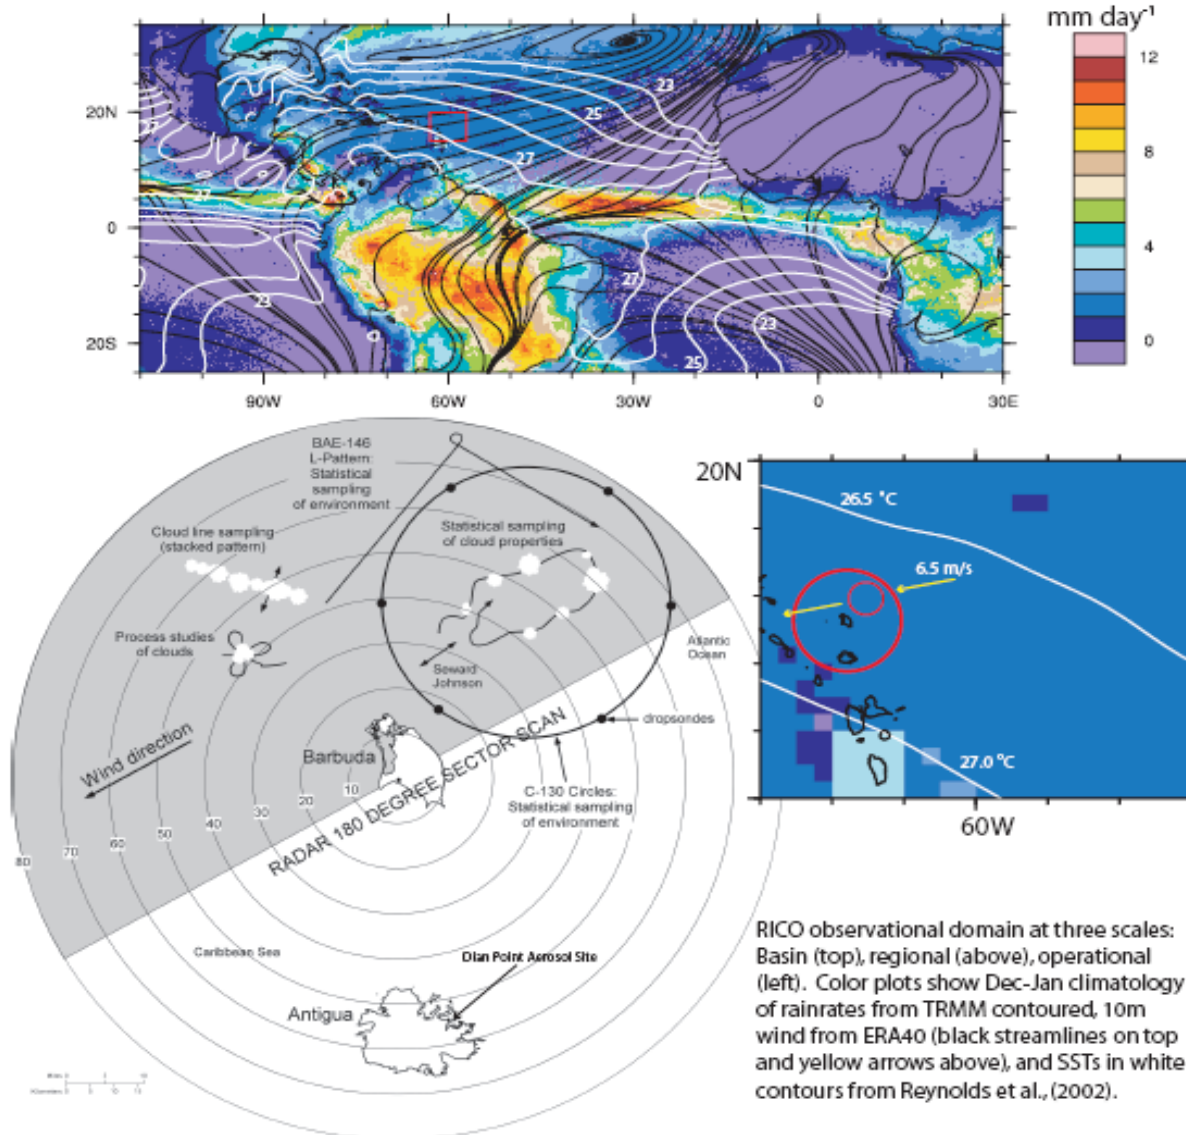 mm day⁻¹
12
8
4
0
20N
0
20S
90W
60W
30W
0
30E
23
25
27
27
27
23
27
25
23
BAE-146
L-Pattern:
Statistical
sampling
of environment
Cloud line sampling
(stacked pattern)
Statistical sampling
of cloud properties
Process studies
of clouds
Seward
Johnson
Atlantic
Ocean
dropsondes
Wind direction
Barbuda
RADAR 180 DEGREE SECTOR SCAN
C-130 Circles:
Statistical sampling
of environment
10
20
30
40
50
60
70
80
Caribbean Sea
Dian Point Aerosol Site
Antigua
20N
26.5 °C
6.5 m/s
27.0 °C
60W
RICO observational domain at three scales:
Basin (top), regional (above), operational
(left). Color plots show Dec-Jan climatology
of rainrates from TRMM contoured, 10m
wind from ERA40 (black streamlines on top
and yellow arrows above), and SSTs in white
contours from Reynolds et al., (2002).